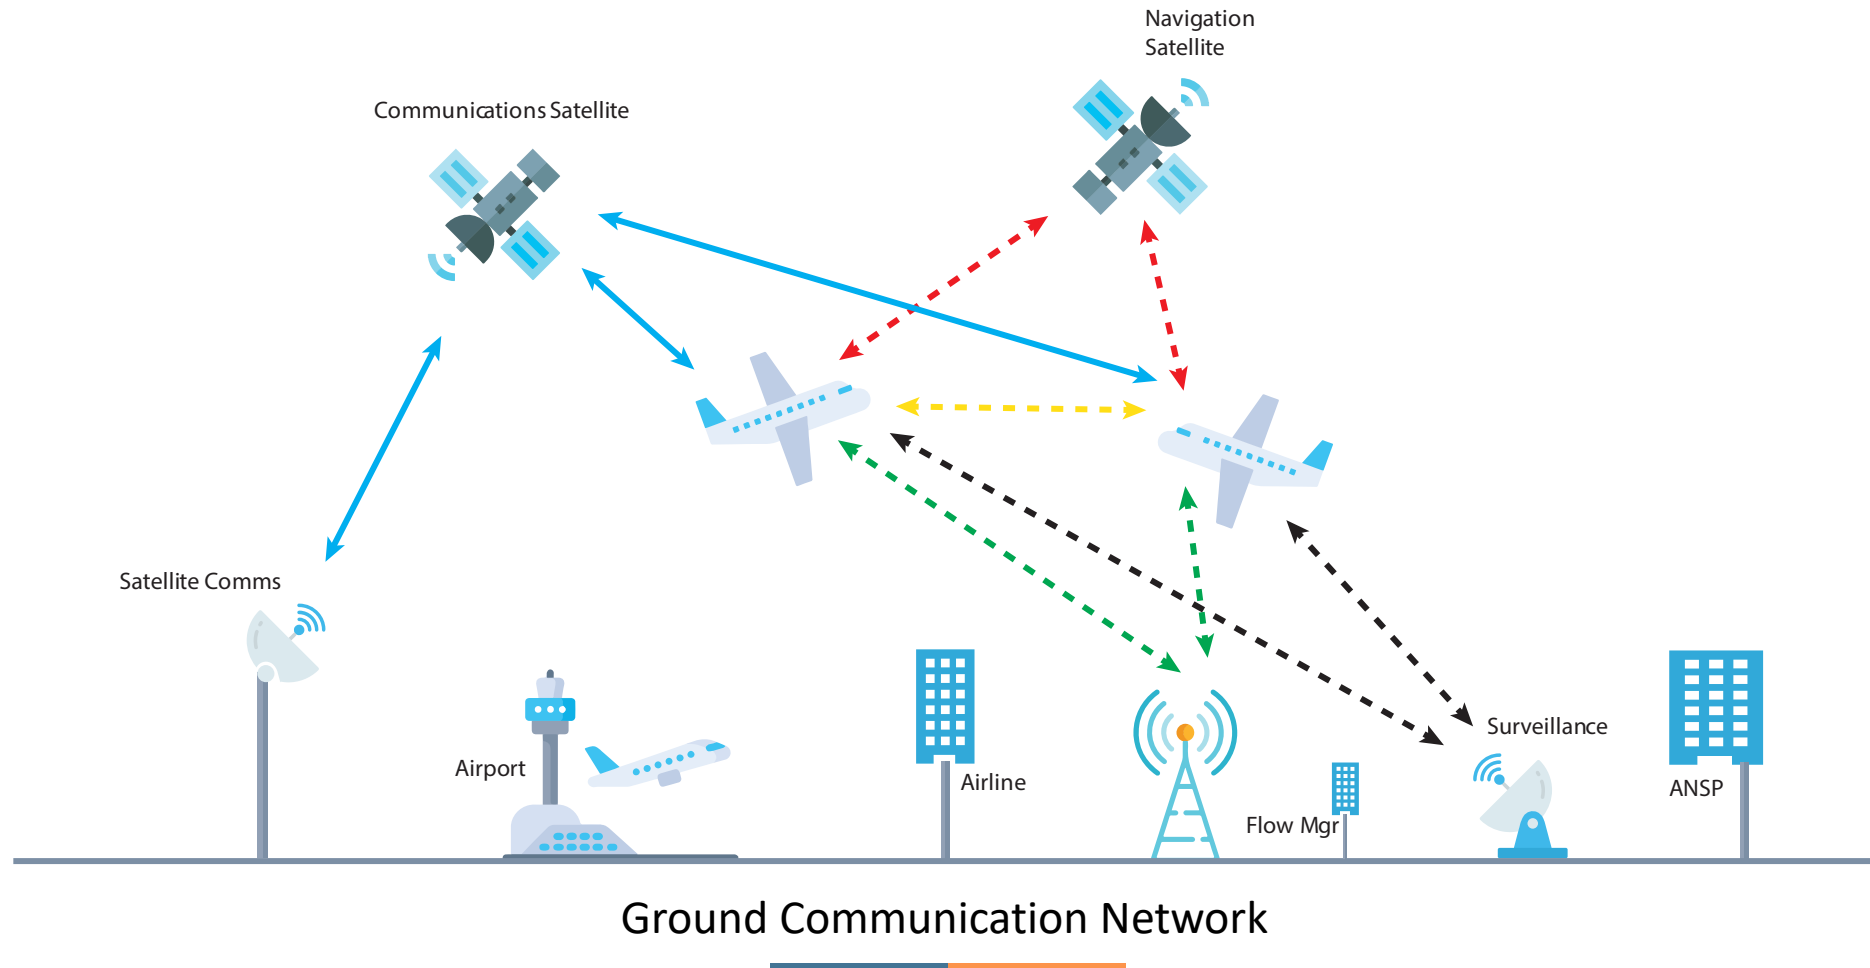 Navigation
Satellite
Communications Satellite
Satellite Comms
Surveillance
Airport
Airline
ANSP
Flow Mgr
Ground Communication Network